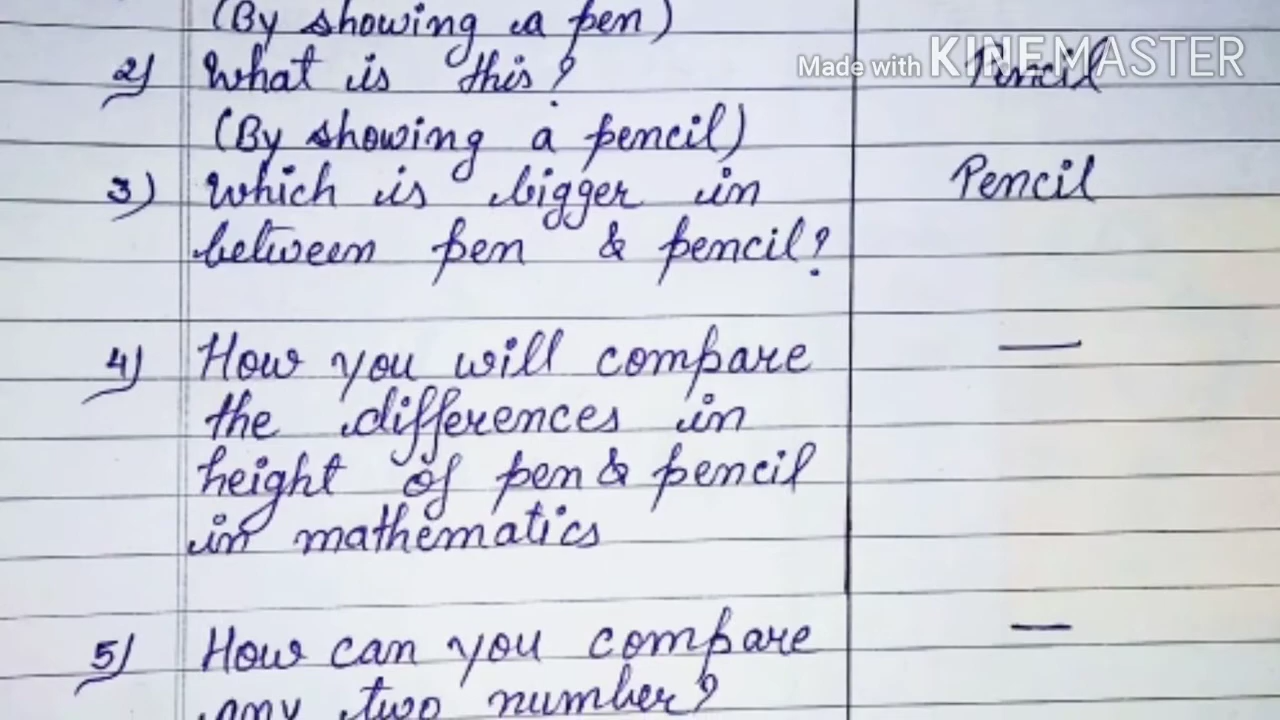 (By showing a pen)
2) What is this? Pencil
Made with KINEMASTER
(By showing a pencil)
3) Which is bigger in Pencil
between pen & pencil?
4) How you will compare —
the differences in
height of pen & pencil
in mathematics
5) How can you compare —
any two number?